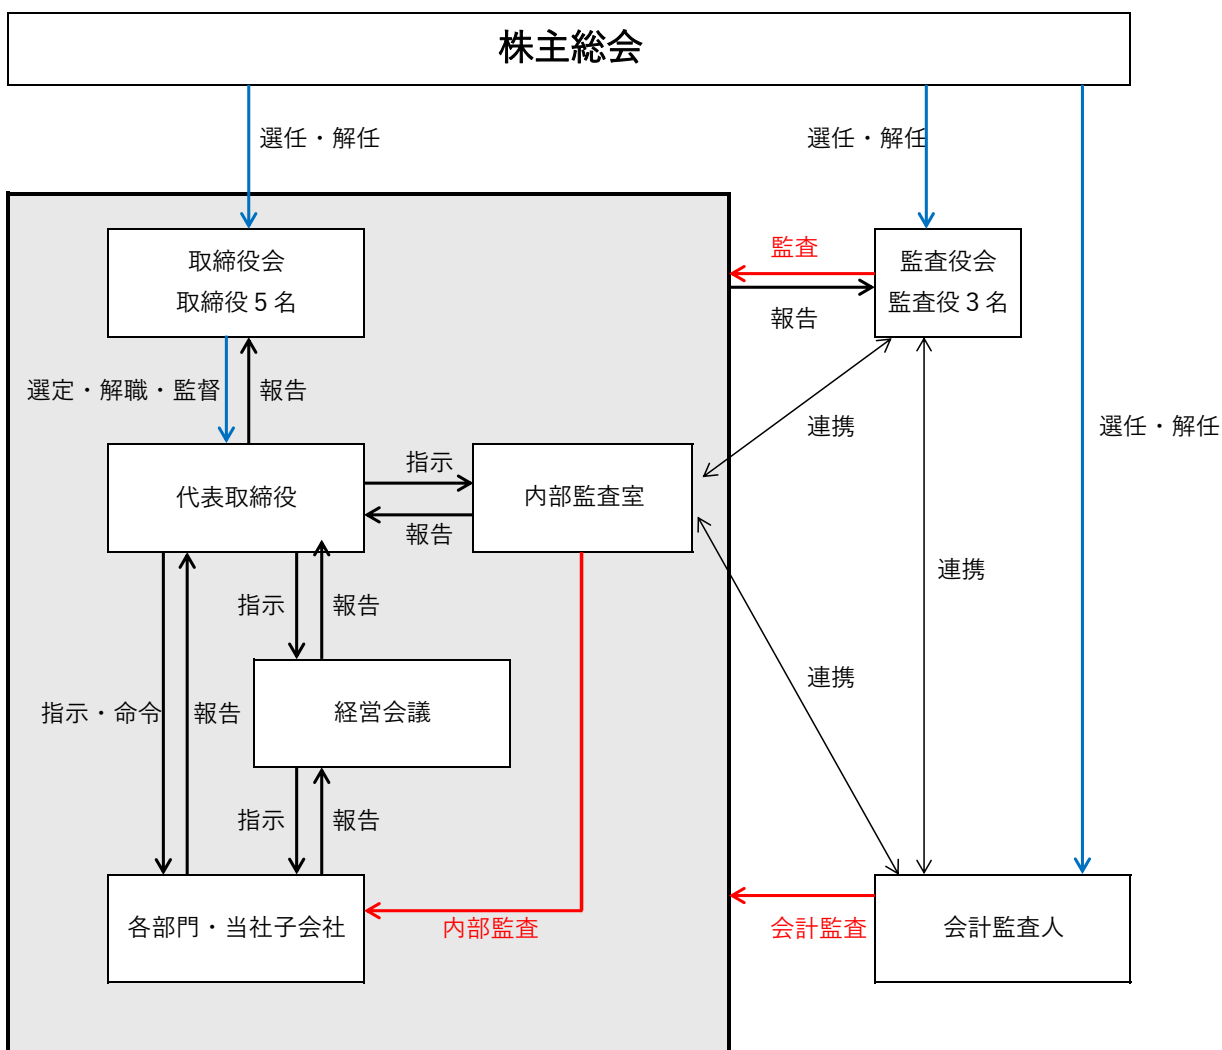 株主総会
選任・解任
選任・解任
取締役会
取締役 5 名
監査
報告
監査役会
監査役 3 名
選定・解職・監督
報告
連携
選任・解任
代表取締役
指示
報告
内部監査室
連携
指示
報告
連携
指示・命令
報告
経営会議
指示
報告
各部門・当社子会社
内部監査
会計監査
会計監査人